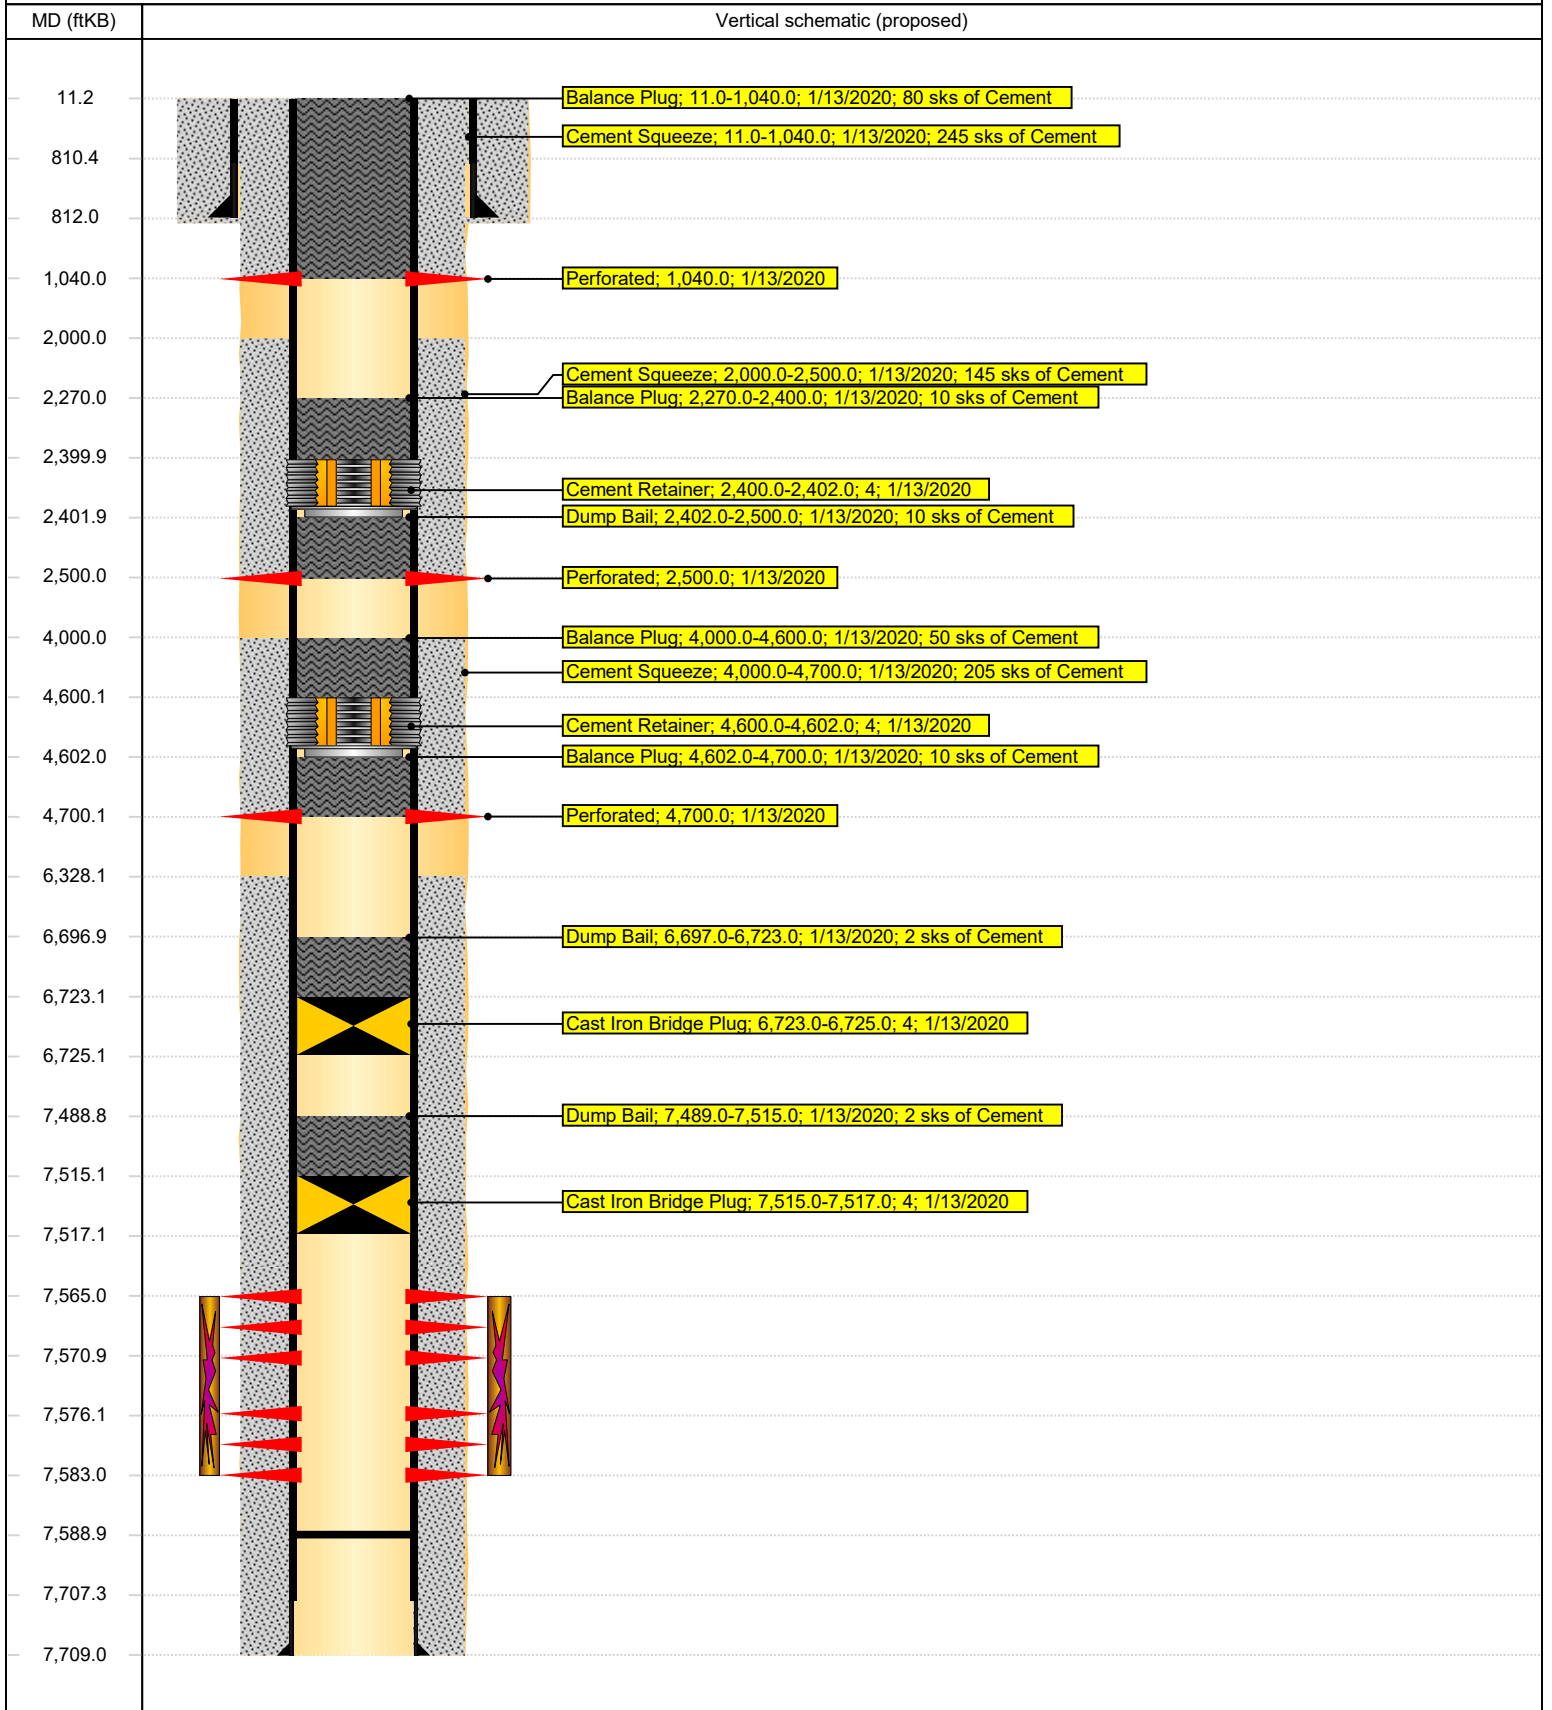 MD (ftKB)
Vertical schematic (proposed)
11.2
Balance Plug; 11.0-1,040.0; 1/13/2020; 80 sks of Cement
Cement Squeeze; 11.0-1,040.0; 1/13/2020; 245 sks of Cement
810.4
812.0
1,040.0
Perforated; 1,040.0; 1/13/2020
2,000.0
Cement Squeeze; 2,000.0-2,500.0; 1/13/2020; 145 sks of Cement
2,270.0
Balance Plug; 2,270.0-2,400.0; 1/13/2020; 10 sks of Cement
2,399.9
Cement Retainer; 2,400.0-2,402.0; 4; 1/13/2020
2,401.9
Dump Bail; 2,402.0-2,500.0; 1/13/2020; 10 sks of Cement
2,500.0
Perforated; 2,500.0; 1/13/2020
4,000.0
Balance Plug; 4,000.0-4,600.0; 1/13/2020; 50 sks of Cement
Cement Squeeze; 4,000.0-4,700.0; 1/13/2020; 205 sks of Cement
4,600.1
Cement Retainer; 4,600.0-4,602.0; 4; 1/13/2020
4,602.0
Balance Plug; 4,602.0-4,700.0; 1/13/2020; 10 sks of Cement
4,700.1
Perforated; 4,700.0; 1/13/2020
6,328.1
6,696.9
Dump Bail; 6,697.0-6,723.0; 1/13/2020; 2 sks of Cement
6,723.1
Cast Iron Bridge Plug; 6,723.0-6,725.0; 4; 1/13/2020
6,725.1
7,488.8
Dump Bail; 7,489.0-7,515.0; 1/13/2020; 2 sks of Cement
7,515.1
Cast Iron Bridge Plug; 7,515.0-7,517.0; 4; 1/13/2020
7,517.1
7,565.0
7,570.9
7,576.1
7,583.0
7,588.9
7,707.3
7,709.0